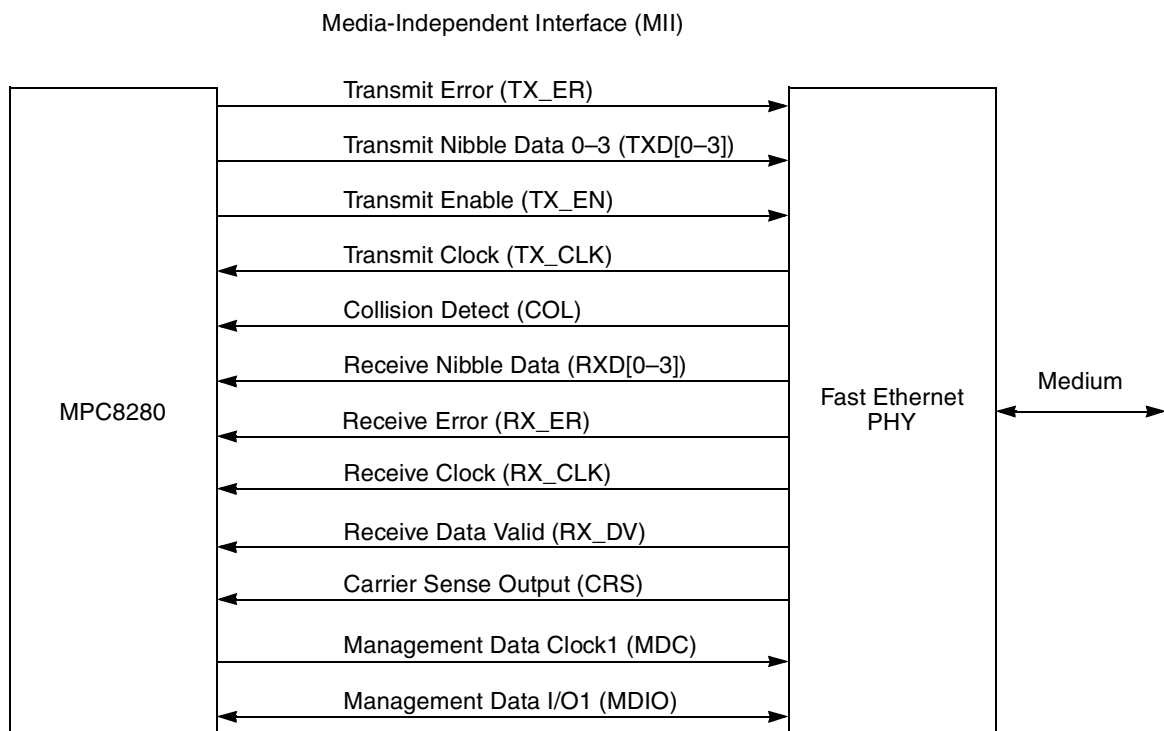 Media-Independent Interface (MII)
Transmit Error (TX_ER)
Transmit Nibble Data 0–3 (TXD[0–3])
Transmit Enable (TX_EN)
Transmit Clock (TX_CLK)
Collision Detect (COL)
Receive Nibble Data (RXD[0–3])
Receive Error (RX_ER)
Receive Clock (RX_CLK)
Receive Data Valid (RX_DV)
Carrier Sense Output (CRS)
Management Data Clock1 (MDC)
Management Data I/O1 (MDIO)
MPC8280
Fast Ethernet
PHY
Medium